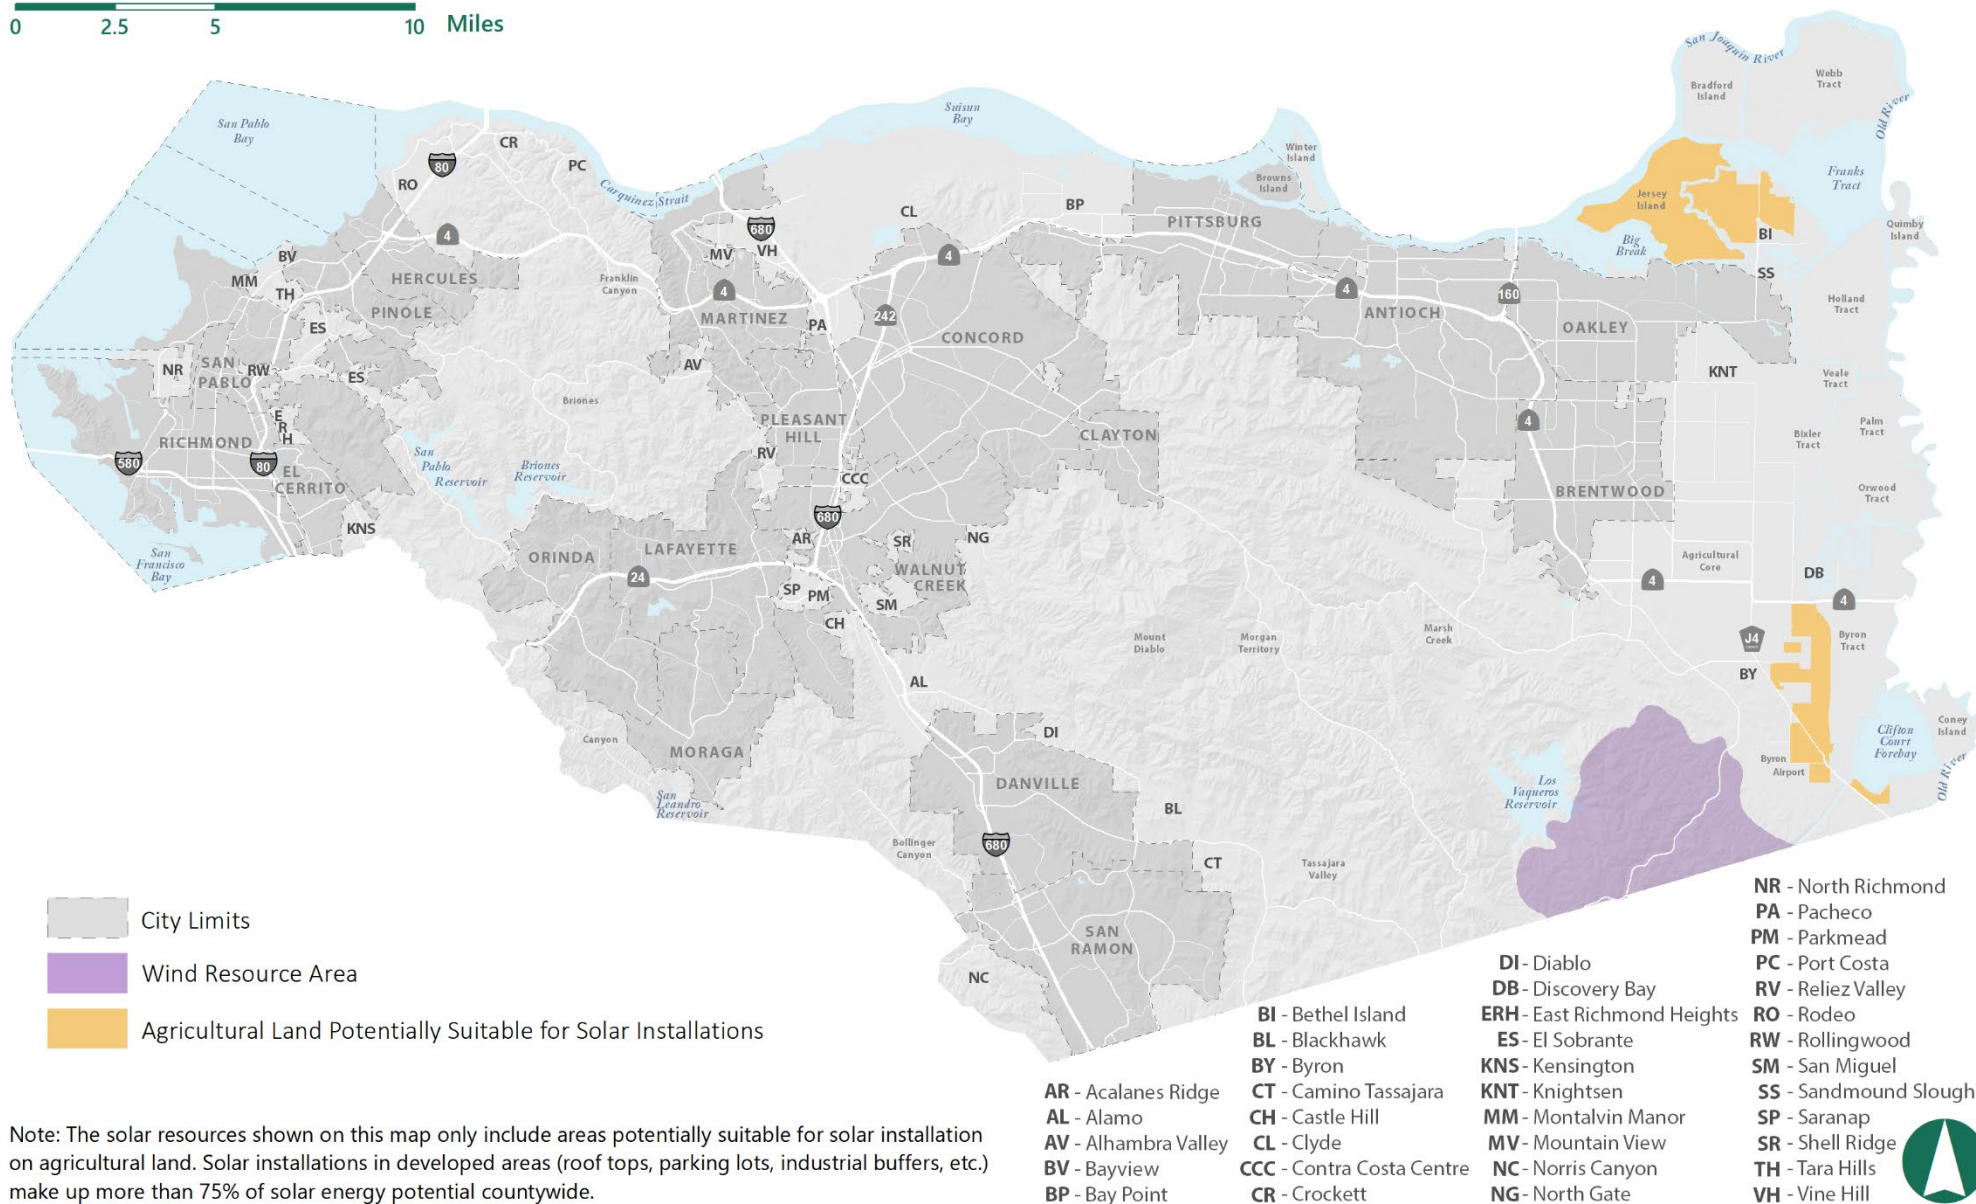 0 2.5 5 10 Miles
San Joaquin River
Webb
Tract
Bradford
Island
Old River
San Pablo
Bay
Suisun
Bay
CR
80
PC
RO
Carquinez Strait
Winter
Island
Browns
Island
Franks
Tract
Jersey
Island
CL
BP
PITTSBURG
680
4
BI
Quimby
Island
Big
Break
BV
MV
VH
4
MM
HERCULES
Franklin
Canyon
SS
TH
4
4
160
Holland
Tract
PINOLE
MARTINEZ
242
ANTIOCH
ES
PA
CONCORD
OAKLEY
NR
SAN
PABLO
RW
ES
AV
KNT
Veale
Tract
Briones
E
R
H
PLEASANT
HILL
CLAYTON
4
Palm
Tract
RICHMOND
Bixler
Tract
San
Pablo
Reservoir
Briones
Reservoir
RV
580
80
EL
CERRITO
CCC
BRENTWOOD
Orwood
Tract
KNS
680
AR
SR
NG
San
Francisco
Bay
ORINDA
LAFAYETTE
WALNUT
CREEK
Agricultural
Core
24
SP
PM
SM
4
DB
4
CH
Mount
Diablo
Morgan
Territory
Marsh
Creek
J4
Byron
Tract
AL
BY
Canyon
MORAGA
DI
Clifton
Court
Forebay
Coney
Island
Byron
Airport
DANVILLE
Los
Vaqueros
Reservoir
Old River
San
Leandro
Reservoir
BL
680
Bollinger
Canyon
CT
Tassajara
Valley
SAN
RAMON
NC
City Limits
Wind Resource Area
Agricultural Land Potentially Suitable for Solar Installations
Note: The solar resources shown on this map only include areas potentially suitable for solar installation
on agricultural land. Solar installations in developed areas (roof tops, parking lots, industrial buffers, etc.)
make up more than 75% of solar energy potential countywide.
AR - Acalanes Ridge
AL - Alamo
AV - Alhambra Valley
BV - Bayview
BP - Bay Point
BI - Bethel Island
BL - Blackhawk
BY - Byron
CT - Camino Tassajara
CH - Castle Hill
CL - Clyde
CCC - Contra Costa Centre
CR - Crockett
DI - Diablo
DB - Discovery Bay
ERH - East Richmond Heights
ES - El Sobrante
KNS - Kensington
KNT - Knightsen
MM - Montalvin Manor
MV - Mountain View
NC - Norris Canyon
NG - North Gate
NR - North Richmond
PA - Pacheco
PM - Parkmead
PC - Port Costa
RV - Reliez Valley
RO - Rodeo
RW - Rollingwood
SM - San Miguel
SS - Sandmound Slough
SP - Saranap
SR - Shell Ridge
TH - Tara Hills
VH - Vine Hill